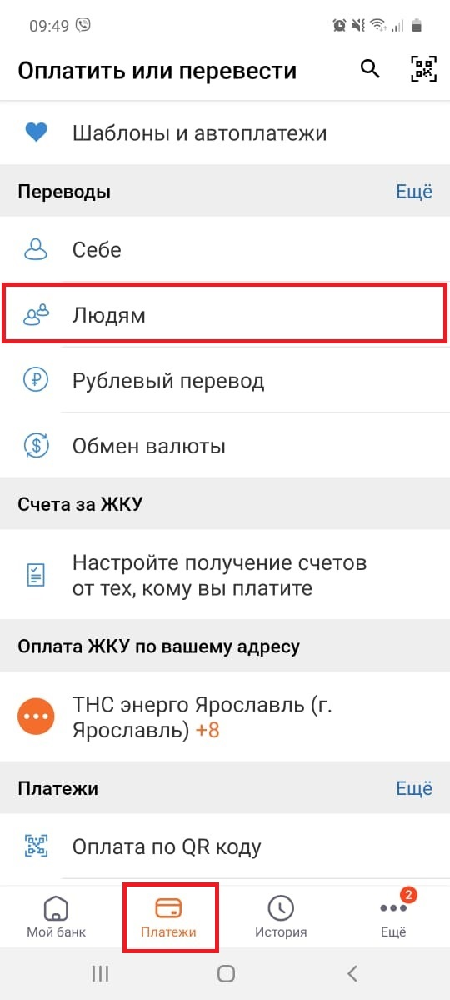 09:49
Оплатить или перевести
Шаблоны и автоплатежи
Переводы Ещё
Себе
Людям
Рублевый перевод
Обмен валюты
Счета за ЖКУ
Настройте получение счетов
от тех, кому вы платите
Оплата ЖКУ по вашему адресу
ТНС энерго Ярославль (г.
Ярославль) +8
Платежи Ещё
Оплата по QR коду
2
Мой банк Платежи История Ещё